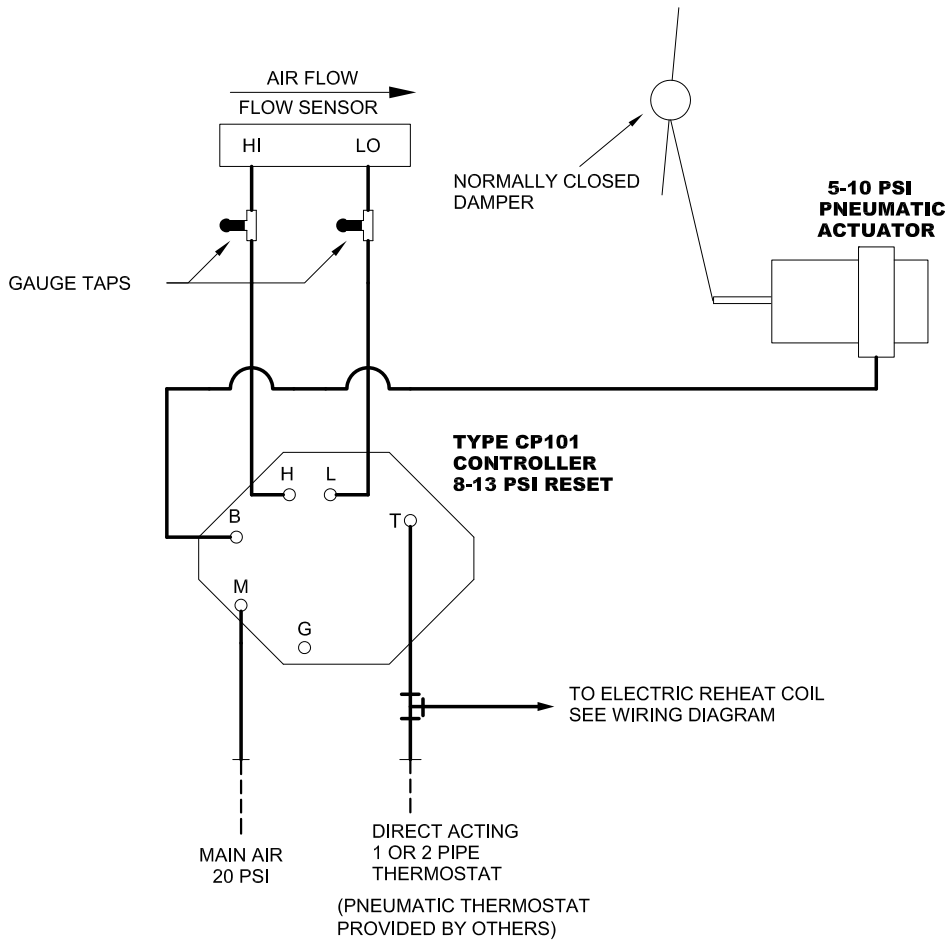 AIR FLOW
FLOW SENSOR
HI
LO
NORMALLY CLOSED
DAMPER
5-10 PSI
PNEUMATIC
ACTUATOR
GAUGE TAPS
TYPE CP101
CONTROLLER
8-13 PSI RESET
H
L
B
T
M
G
TO ELECTRIC REHEAT COIL
SEE WIRING DIAGRAM
MAIN AIR
20 PSI
DIRECT ACTING
1 OR 2 PIPE
THERMOSTAT
(PNEUMATIC THERMOSTAT
PROVIDED BY OTHERS)